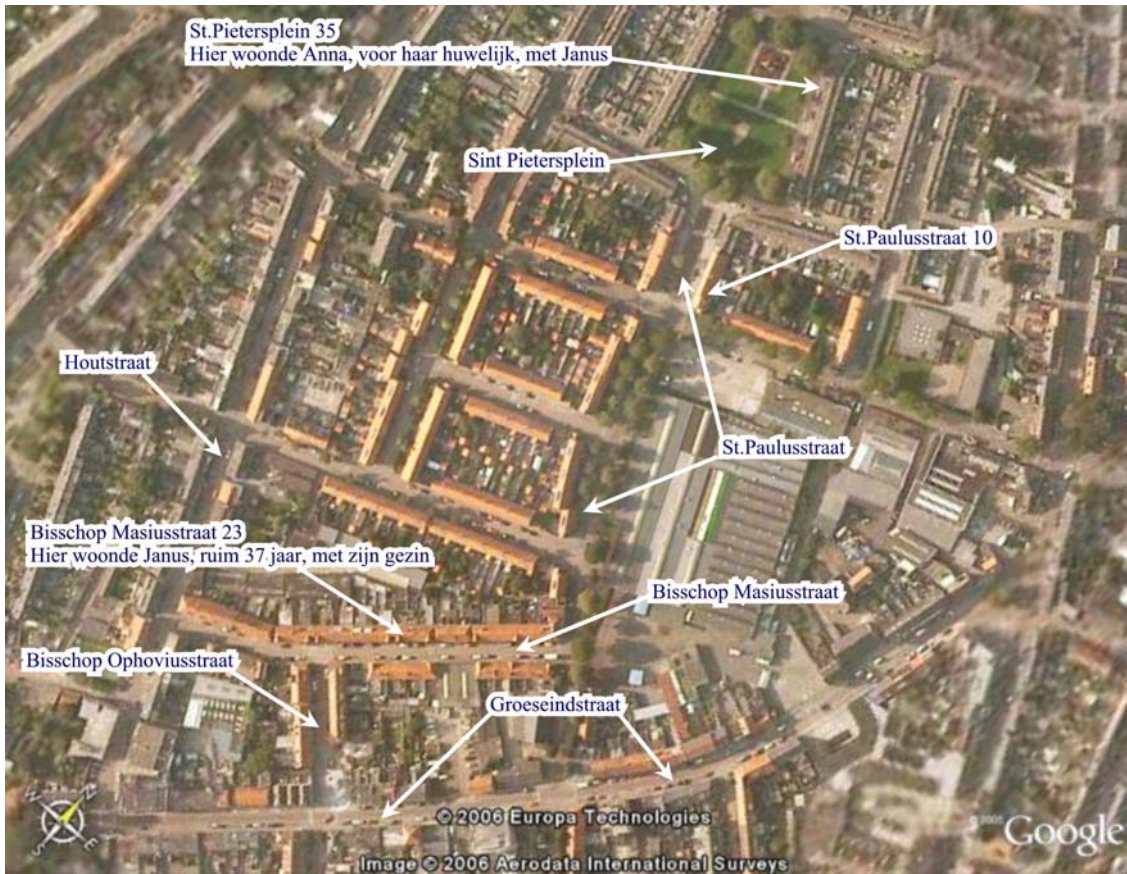 St.Pietersplein 35
Hier woonde Anna, voor haar huwelijk, met Janus
Sint Pietersplein
St.Paulusstraat 10
Houtstraat
St.Paulusstraat
Bisschop Masiusstraat 23
Hier woonde Janus, ruim 37 jaar, met zijn gezin
Bisschop Masiusstraat
Bisschop Ophoviusstraat
Groeseindstraat
N
W
E
S
© 2006 Europa Technologies
© 2005 Google
Image © 2006 Aerodata International Surveys